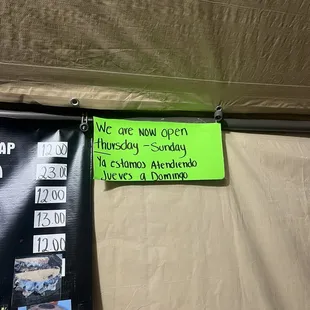 We are now open
thursday - Sunday
Ya estamos Atendiendo
Jueves a Domingo
AP 12.00
23.00
12.00
13.00
12.00